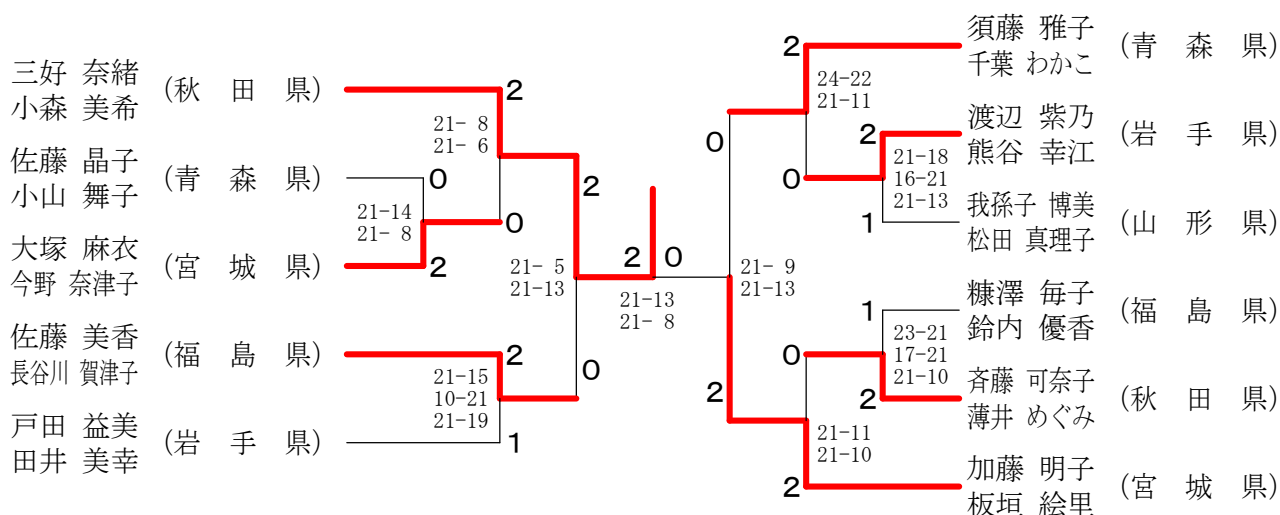 三好 奈緒
小森 美希
(秋 田 県)
2
21- 8
21- 6
佐藤 晶子
小山 舞子
(青 森 県)
0
21-14
21- 8
0
大塚 麻衣
今野 奈津子
(宮 城 県)
2
2
21- 5
21-13
佐藤 美香
長谷川 賀津子
(福 島 県)
2
21-15
10-21
21-19
0
戸田 益美
田井 美幸
(岩 手 県)
1
2
0
21-13
21- 8
須藤 雅子
千葉 わかこ
(青 森 県)
2
24-22
21-11
0
渡辺 紫乃
熊谷 幸江
(岩 手 県)
2
21-18
16-21
21-13
0
我孫子 博美
松田 真理子
(山 形 県)
1
21- 9
21-13
糠澤 毎子
鈴内 優香
(福 島 県)
1
23-21
17-21
21-10
0
斉藤 可奈子
薄井 めぐみ
(秋 田 県)
2
2
21-11
21-10
加藤 明子
板垣 絵里
(宮 城 県)
2